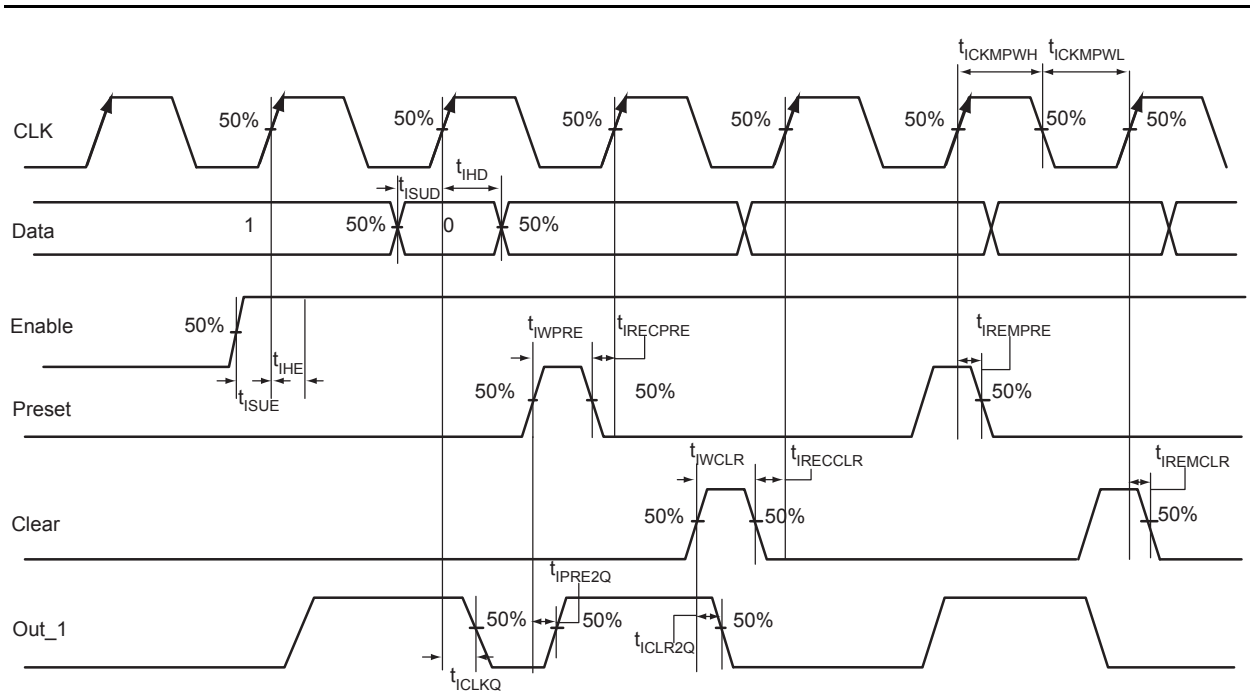 tICKMPWH tICKMPWL
CLK 50% 50% 50% 50% 50% 50% 50%
tISUD tIHD
Data 1 50% 0 50%
Enable 50% tIWPRE tIRECPRE tIREMPRE
tIHE
tISUE
Preset 50% 50% 50%
tIWCLR tIRECCLR tIREMCLR
Clear 50% 50% 50%
tIPRE2Q
Out_1 50% 50% 50%
tICLR2Q
tICLKQ